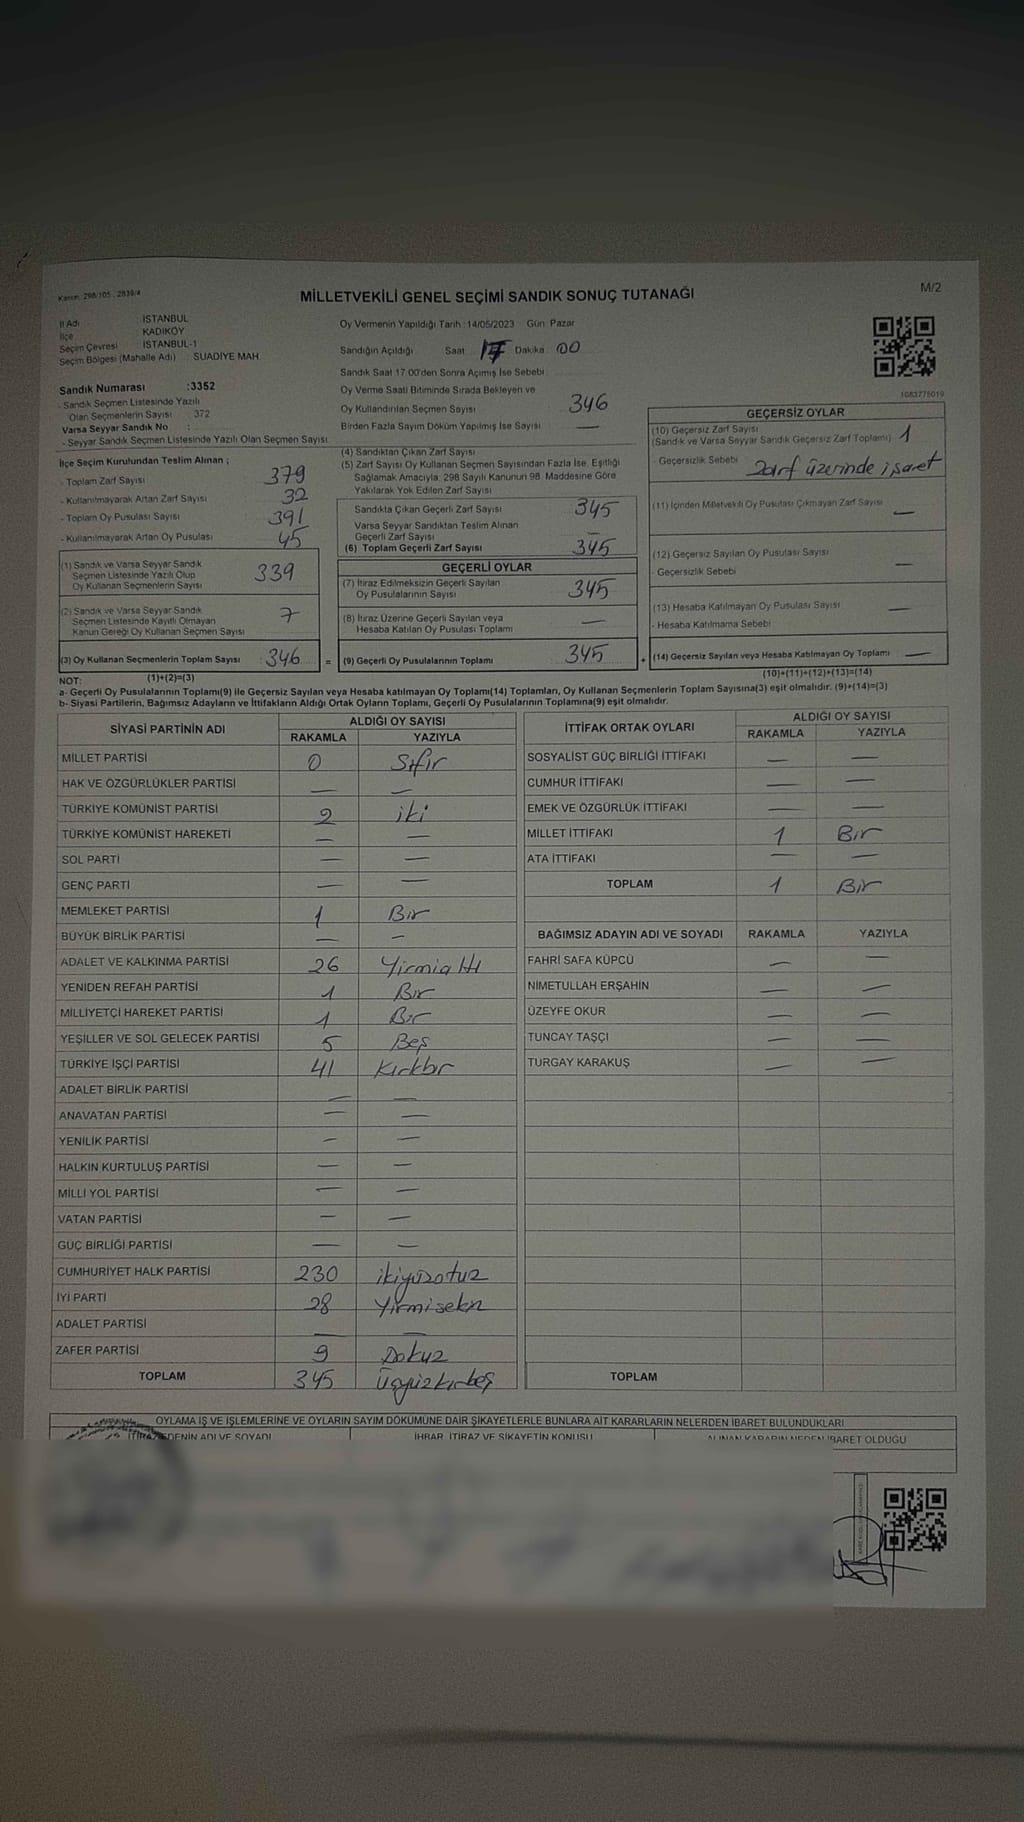 Kanun: 298/105 , 2839/4
MİLLETVEKİLİ GENEL SEÇİMİ SANDIK SONUÇ TUTANAĞI
M/2
İl Adı : İSTANBUL
İlçe : KADIKÖY
Seçim Çevresi : İSTANBUL-1
Seçim Bölgesi (Mahalle Adı) : SUADİYE MAH
Sandık Numarası :3352
- Sandık Seçmen Listesinde Yazılı
Olan Seçmenlerin Sayısı : 372
Varsa Seyyar Sandık No :
- Seyyar Sandık Seçmen Listesinde Yazılı Olan Seçmen Sayısı
İlçe Seçim Kurulundan Teslim Alınan ;
- Toplam Zarf Sayısı 379
- Kullanılmayarak Artan Zarf Sayısı 32
- Toplam Oy Pusulası Sayısı 391
- Kullanılmayarak Artan Oy Pusulası 45
(1) Sandık ve Varsa Seyyar Sandık
Seçmen Listesinde Yazılı Olup
Oy Kullanan Seçmenlerin Sayısı 339
(2) Sandık ve Varsa Seyyar Sandık
Seçmen Listesinde Kayıtlı Olmayan
Kanun Gereği Oy Kullanan Seçmen Sayısı 7
(3) Oy Kullanan Seçmenlerin Toplam Sayısı 346 =
(1)+(2)=(3)
Oy Vermenin Yapıldığı Tarih : 14/05/2023 Gün: Pazar
Sandığın Açıldığı Saat 17 Dakika 00
Sandık Saat 17:00'den Sonra Açılmış İse Sebebi :
Oy Verme Saati Bitiminde Sırada Bekleyen ve
Oy Kullandırılan Seçmen Sayısı 346
Birden Fazla Sayım Döküm Yapılmış İse Sayısı —
(4) Sandıktan Çıkan Zarf Sayısı
(5) Zarf Sayısı Oy Kullanan Seçmen Sayısından Fazla İse, Eşitliği
Sağlamak Amacıyla, 298 Sayılı Kanunun 98. Maddesine Göre
Yakılarak Yok Edilen Zarf Sayısı
Sandıkta Çıkan Geçerli Zarf Sayısı 345
Varsa Seyyar Sandıktan Teslim Alınan
Geçerli Zarf Sayısı —
(6) Toplam Geçerli Zarf Sayısı 345
GEÇERLİ OYLAR
(7) İtiraz Edilmeksizin Geçerli Sayılan
Oy Pusulalarının Sayısı 345
(8) İtiraz Üzerine Geçerli Sayılan veya
Hesaba Katılan Oy Pusulası Toplamı —
(9) Geçerli Oy Pusulalarının Toplamı 345 +
1083775019
GEÇERSİZ OYLAR
(10) Geçersiz Zarf Sayısı 1
(Sandık ve Varsa Seyyar Sandık Geçersiz Zarf Toplamı)
- Geçersizlik Sebebi Zarf üzerinde işaret
(11) İçinden Milletvekili Oy Pusulası Çıkmayan Zarf Sayısı —
(12) Geçersiz Sayılan Oy Pusulası Sayısı
- Geçersizlik Sebebi —
(13) Hesaba Katılmayan Oy Pusulası Sayısı —
- Hesaba Katılmama Sebebi
(14) Geçersiz Sayılan veya Hesaba Katılmayan Oy Toplamı —
(10)+(11)+(12)+(13)=(14)
NOT:
a- Geçerli Oy Pusulalarının Toplamı(9) ile Geçersiz Sayılan veya Hesaba katılmayan Oy Toplamı(14) Toplamları, Oy Kullanan Seçmenlerin Toplam Sayısına(3) eşit olmalıdır. (9)+(14)=(3)
b- Siyasi Partilerin, Bağımsız Adayların ve İttifakların Aldığı Ortak Oyların Toplamı, Geçerli Oy Pusulalarının Toplamına(9) eşit olmalıdır.
SİYASİ PARTİNİN ADI ALDIĞI OY SAYISI
RAKAMLA YAZIYLA
MİLLET PARTİSİ 0 Sıfır
HAK VE ÖZGÜRLÜKLER PARTİSİ — —
TÜRKİYE KOMÜNİST PARTİSİ 2 iki
TÜRKİYE KOMÜNİST HAREKETİ — —
SOL PARTİ — —
GENÇ PARTİ — —
MEMLEKET PARTİSİ 1 Bir
BÜYÜK BİRLİK PARTİSİ — —
ADALET VE KALKINMA PARTİSİ 26 Yirmialtı
YENİDEN REFAH PARTİSİ 1 Bir
MİLLİYETÇİ HAREKET PARTİSİ 1 Bir
YEŞİLLER VE SOL GELECEK PARTİSİ 5 Beş
TÜRKİYE İŞÇİ PARTİSİ 41 Kırkbir
ADALET BİRLİK PARTİSİ — —
ANAVATAN PARTİSİ — —
YENİLİK PARTİSİ — —
HALKIN KURTULUŞ PARTİSİ — —
MİLLİ YOL PARTİSİ — —
VATAN PARTİSİ — —
GÜÇ BİRLİĞİ PARTİSİ — —
CUMHURİYET HALK PARTİSİ 230 ikiyüzotuz
İYİ PARTİ 28 Yirmisekiz
ADALET PARTİSİ — —
ZAFER PARTİSİ 9 Dokuz
TOPLAM 345 Üçyüzkırkbeş
İTTİFAK ORTAK OYLARI ALDIĞI OY SAYISI
RAKAMLA YAZIYLA
SOSYALİST GÜÇ BİRLİĞİ İTTİFAKI — —
CUMHUR İTTİFAKI — —
EMEK VE ÖZGÜRLÜK İTTİFAKI — —
MİLLET İTTİFAKI 1 Bir
ATA İTTİFAKI — —
TOPLAM 1 Bir
BAĞIMSIZ ADAYIN ADI VE SOYADI RAKAMLA YAZIYLA
FAHRİ SAFA KÜPCÜ — —
NİMETULLAH ERŞAHİN — —
ÜZEYFE OKUR — —
TUNCAY TAŞÇI — —
TURGAY KARAKUŞ — —
TOPLAM
OYLAMA İŞ VE İŞLEMLERİNE VE OYLARIN SAYIM DÖKÜMÜNE DAİR ŞİKAYETLERLE BUNLARA AİT KARARLARIN NELERDEN İBARET BULUNDUKLARI
İTİRAZ EDENİN ADI VE SOYADI İHBAR, İTİRAZ VE ŞİKAYETİN KONUSU ALINAN KARARIN NEDEN İBARET OLDUĞU